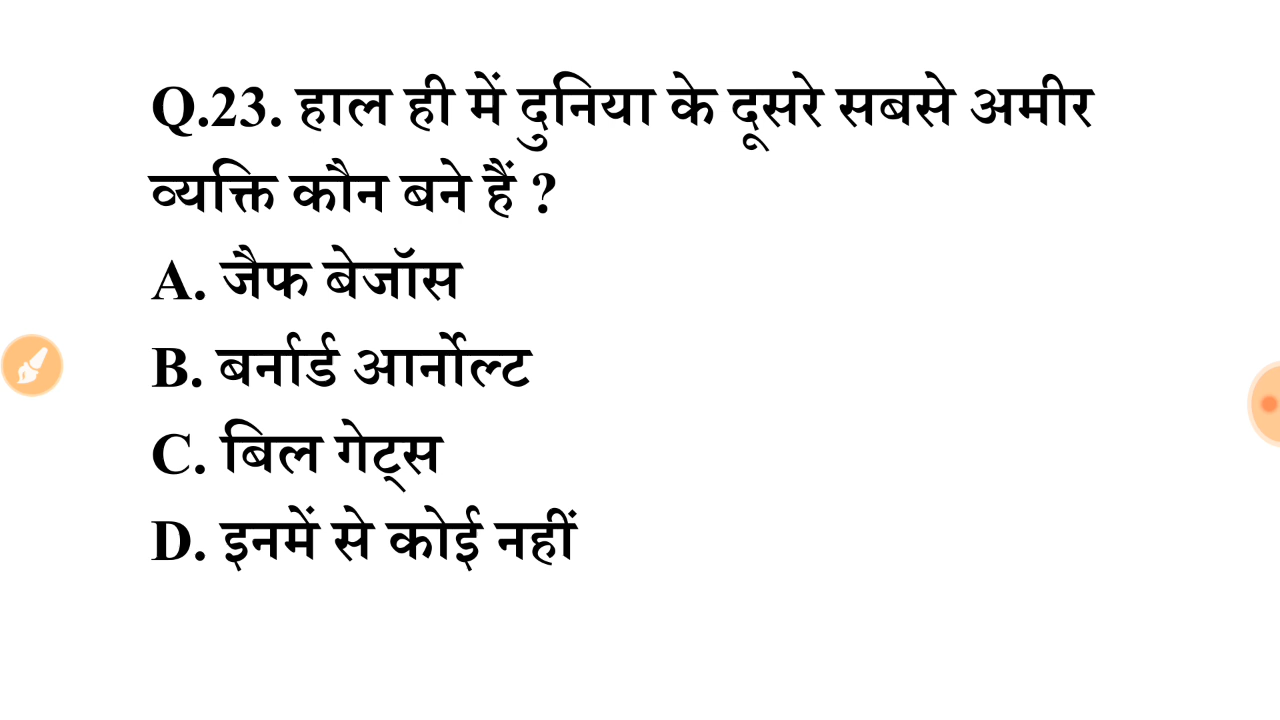 Q.23. हाल ही में दुनिया के दूसरे सबसे अमीर
व्यक्ति कौन बने हैं ?
A. जैफ बेजॉस
B. बर्नार्ड आर्नोल्ट
C. बिल गेट्स
D. इनमें से कोई नहीं